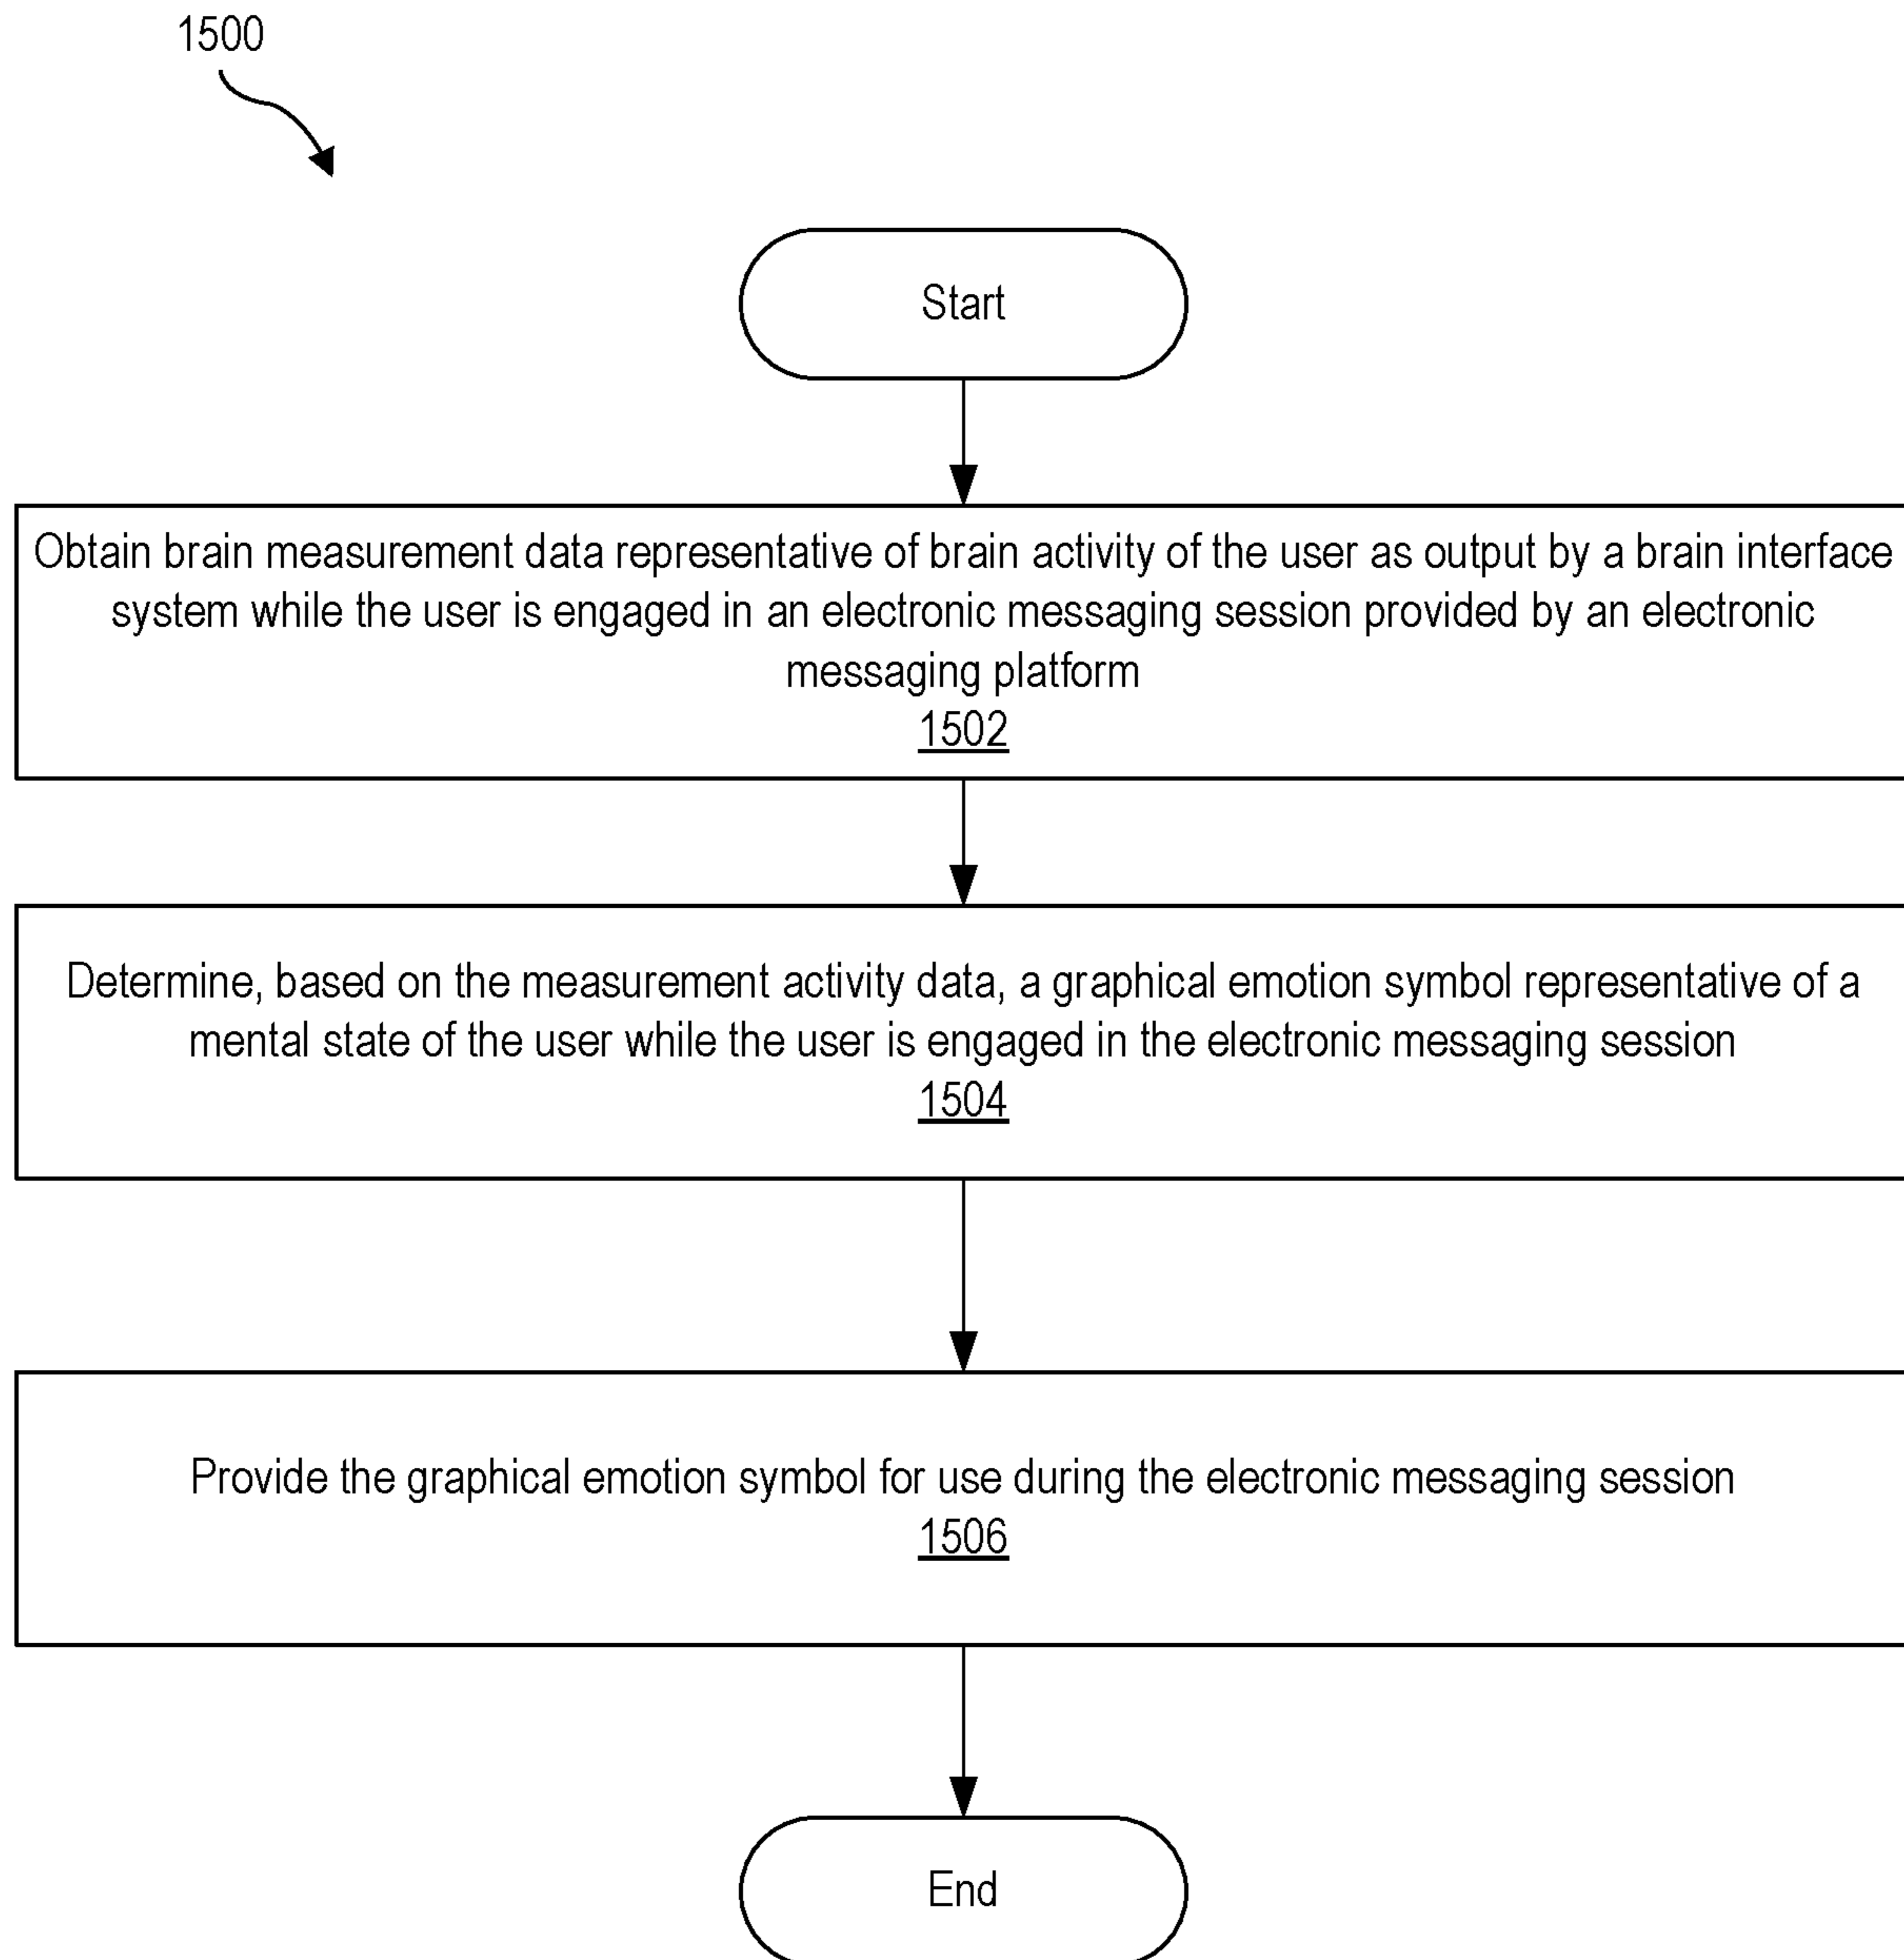 1500
Start
Obtain brain measurement data representative of brain activity of the user as output by a brain interface
system while the user is engaged in an electronic messaging session provided by an electronic
messaging platform
1502
Determine, based on the measurement activity data, a graphical emotion symbol representative of a
mental state of the user while the user is engaged in the electronic messaging session
1504
Provide the graphical emotion symbol for use during the electronic messaging session
1506
End